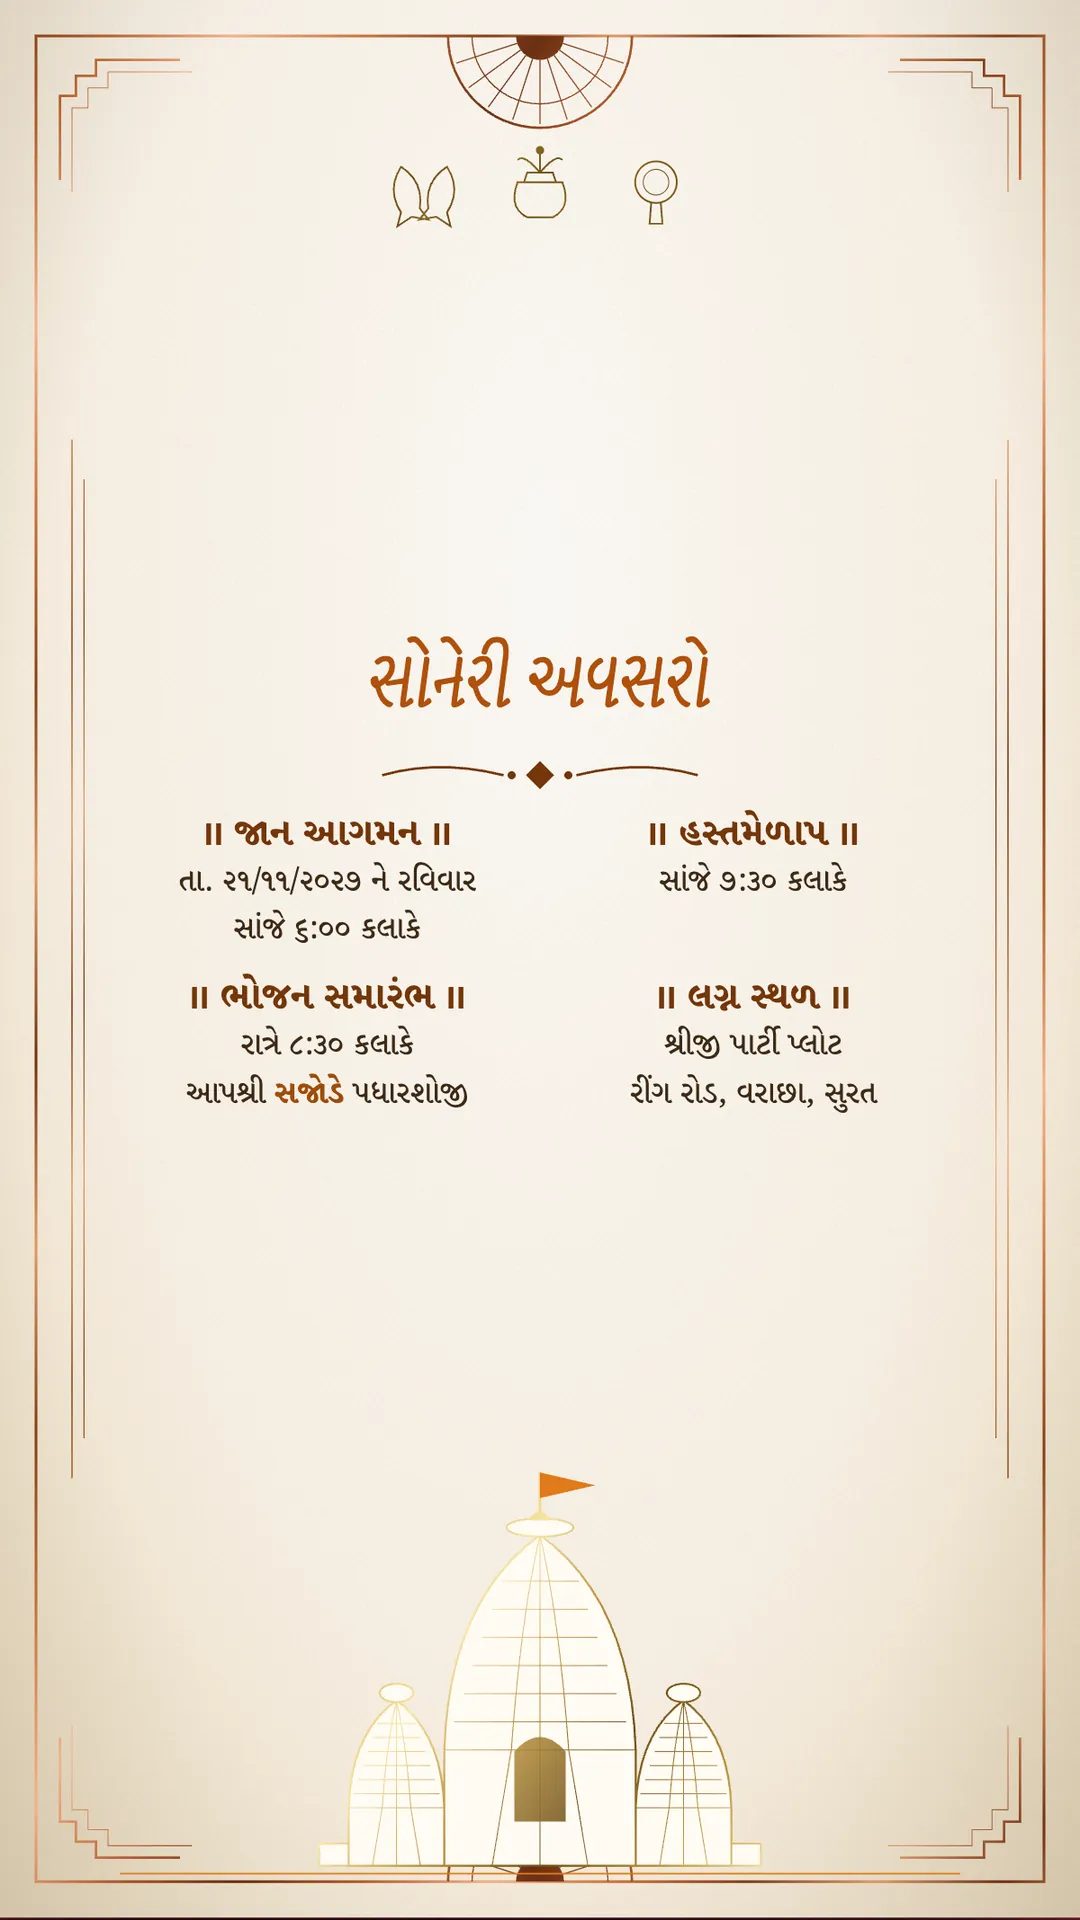 સોનેરી અવસરો
॥ જાન આગમન ॥
તા. ૨૧/૧૧/૨૦૨૭ ને રવિવાર
સાંજે ૬:૦૦ કલાકે
॥ હસ્તમેળાપ ॥
સાંજે ૭:૩૦ કલાકે
॥ ભોજન સમારંભ ॥
રાત્રે ૮:૩૦ કલાકે
આપશ્રી સજોડે પધારશોજી
॥ લગ્ન સ્થળ ॥
શ્રીજી પાર્ટી પ્લોટ
રીંગ રોડ, વરાછા, સુરત